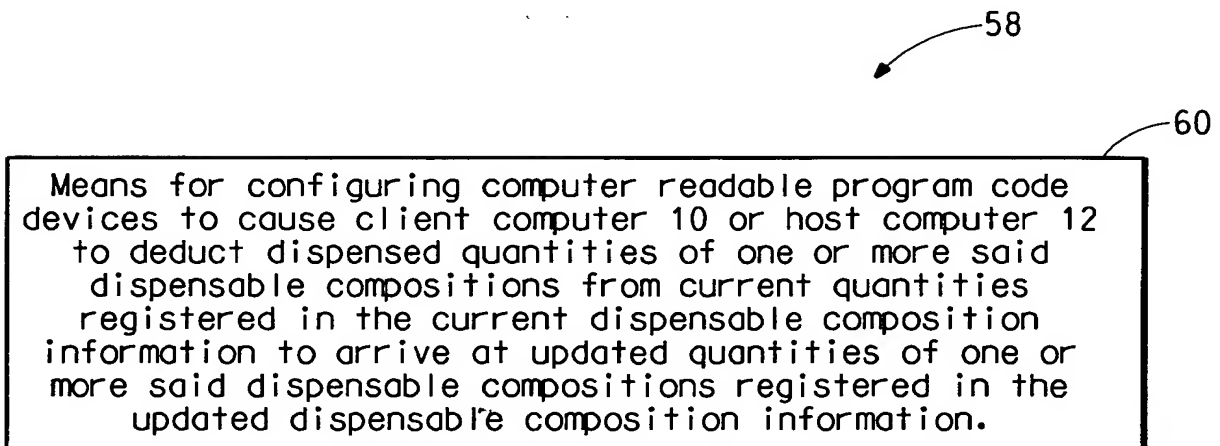 58
60
Means for configuring computer readable program code
devices to cause client computer 10 or host computer 12
to deduct dispensed quantities of one or more said
dispensable compositions from current quantities
registered in the current dispensable composition
information to arrive at updated quantities of one or
more said dispensable compositions registered in the
updated dispensable composition information.